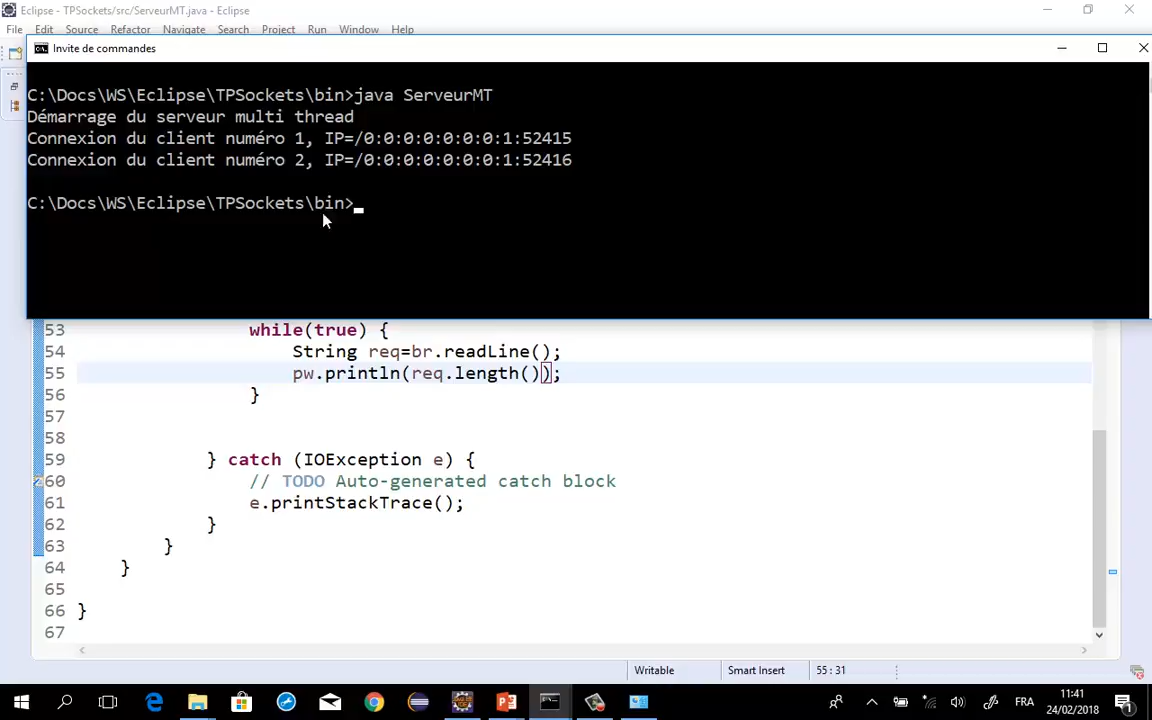 Eclipse - TPSockets/src/ServeurMT.java - Eclipse
File Edit Source Refactor Navigate Search Project Run Window Help
Invite de commandes
C:\Docs\WS\Eclipse\TPSockets\bin>java ServeurMT
Démarrage du serveur multi thread
Connexion du client numéro 1, IP=/0:0:0:0:0:0:0:1:52415
Connexion du client numéro 2, IP=/0:0:0:0:0:0:0:1:52416
C:\Docs\WS\Eclipse\TPSockets\bin>
53 while(true) {
54 String req=br.readLine();
55 pw.println(req.length());
56 }
57
58
59 } catch (IOException e) {
60 // TODO Auto-generated catch block
61 e.printStackTrace();
62 }
63 }
64 }
65
66 }
67
Writable Smart Insert 55 : 31
FRA 11:41
24/02/2018